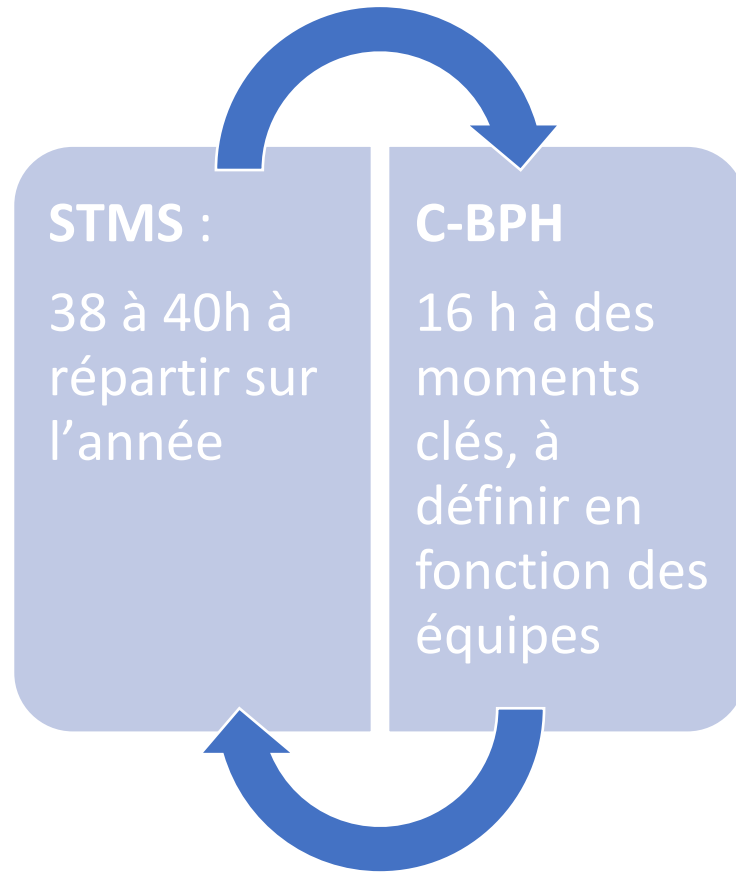 STMS :
38 à 40h à
répartir sur
l’année
C-BPH
16 h à des
moments
clés, à
définir en
fonction des
équipes